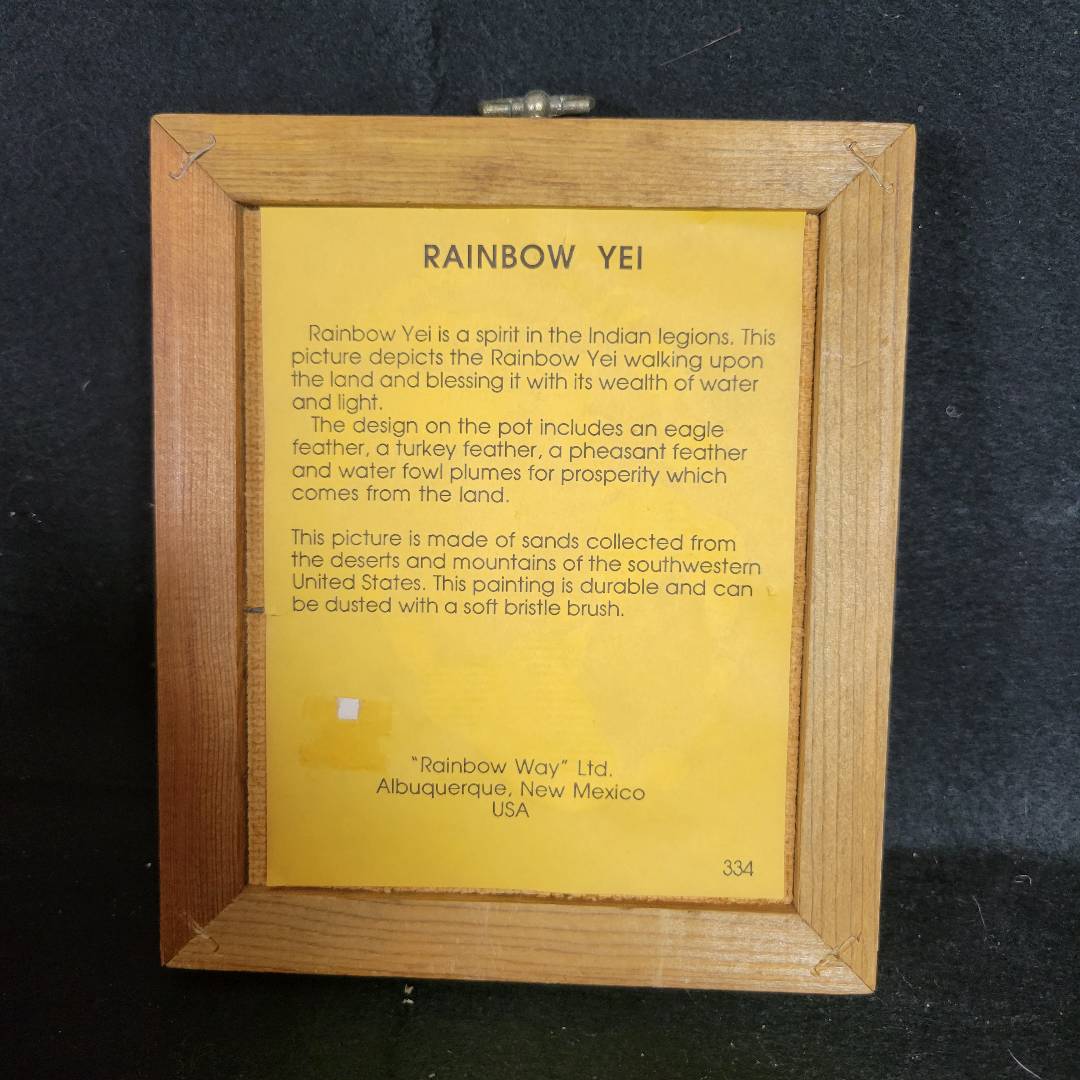 RAINBOW YEI
Rainbow Yei is a spirit in the Indian legions. This
picture depicts the Rainbow Yei walking upon
the land and blessing it with its wealth of water
and light.
The design on the pot includes an eagle
feather, a turkey feather, a pheasant feather
and water fowl plumes for prosperity which
comes from the land.
This picture is made of sands collected from
the deserts and mountains of the southwestern
United States. This painting is durable and can
be dusted with a soft bristle brush.
"Rainbow Way" Ltd.
Albuquerque, New Mexico
USA
334